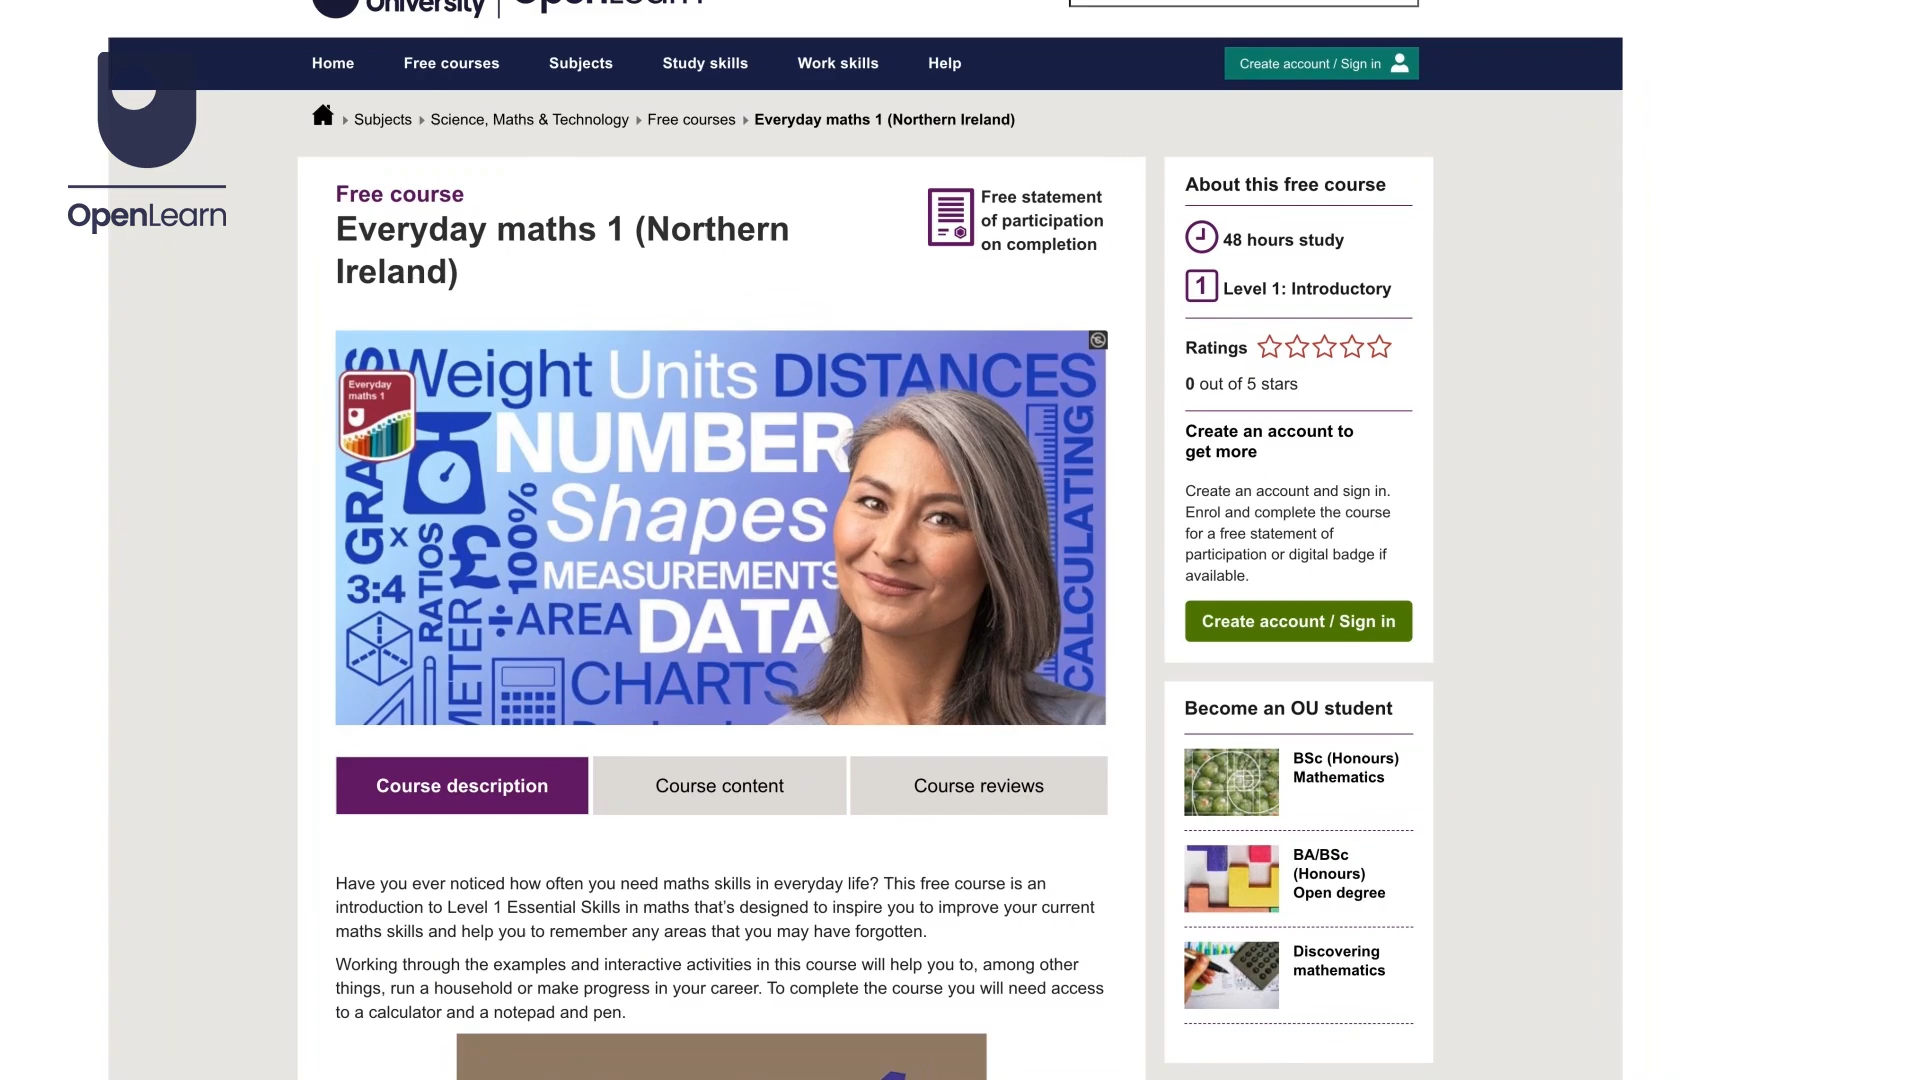 University
OpenLearn
Home Free courses Subjects Study skills Work skills Help
Create account / Sign in
OpenLearn
Subjects Science, Maths & Technology Free courses Everyday maths 1 (Northern Ireland)
Free course
Everyday maths 1 (Northern
Ireland)
Free statement
of participation
on completion
Weight Units DISTANCES
Everyday
maths 1
NUMBER
Shapes
MEASUREMENTS
AREA
DATA
CHARTS
x
3:4
RATIOS
£
100%
÷
CALCULATING
Course description Course content Course reviews
Have you ever noticed how often you need maths skills in everyday life? This free course is an
introduction to Level 1 Essential Skills in maths that’s designed to inspire you to improve your current
maths skills and help you to remember any areas that you may have forgotten.
Working through the examples and interactive activities in this course will help you to, among other
things, run a household or make progress in your career. To complete the course you will need access
to a calculator and a notepad and pen.
About this free course
48 hours study
1 Level 1: Introductory
Ratings
0 out of 5 stars
Create an account to
get more
Create an account and sign in.
Enrol and complete the course
for a free statement of
participation or digital badge if
available.
Create account / Sign in
Become an OU student
BSc (Honours)
Mathematics
BA/BSc
(Honours)
Open degree
Discovering
mathematics